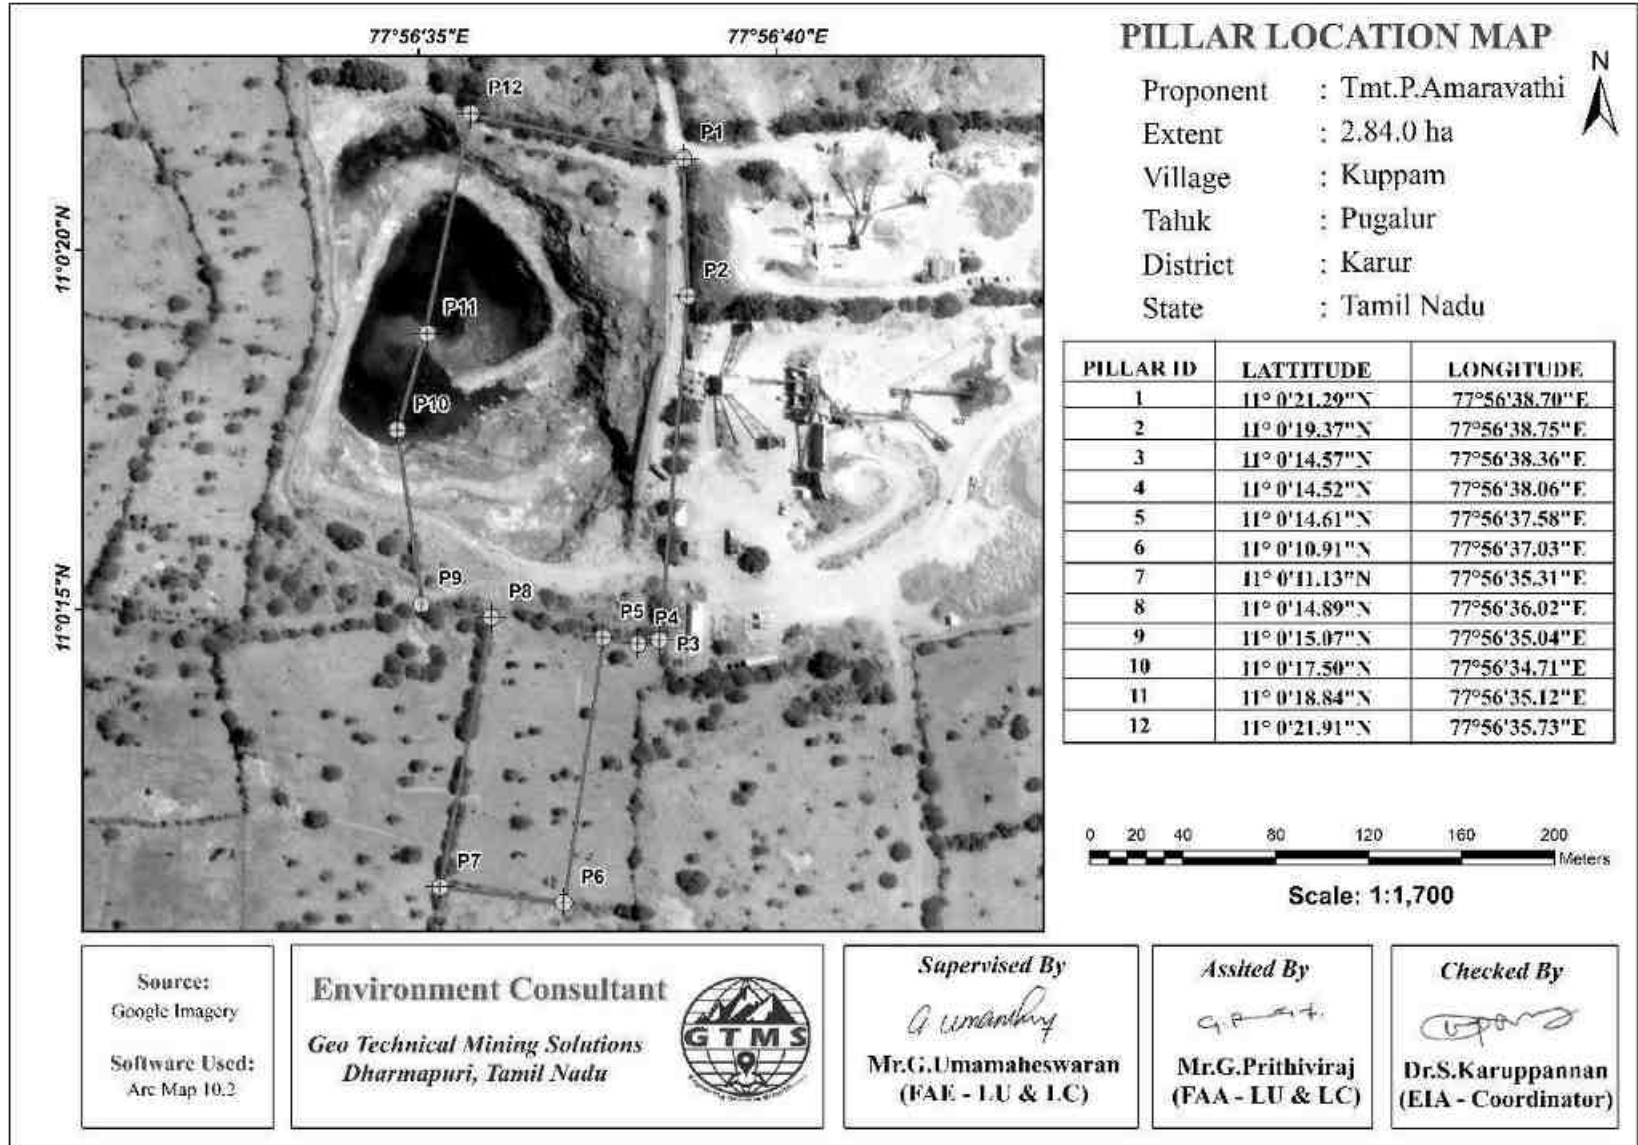 PILLAR LOCATION MAP
N
Proponent : Tmt.P.Amaravathi
Extent : 2.84.0 ha
Village : Kuppam
Taluk : Pugalur
District : Karur
State : Tamil Nadu
77°56'35"E 77°56'40"E
11°0'20"N
11°0'15"N
P12
P1
P2
P11
P10
P9
P8
P5
P4
P3
P7
P6
PILLAR ID LATTITUDE LONGITUDE
1 11° 0'21.29"N 77°56'38.70"E
2 11° 0'19.37"N 77°56'38.75"E
3 11° 0'14.57"N 77°56'38.36"E
4 11° 0'14.52"N 77°56'38.06"E
5 11° 0'14.61"N 77°56'37.58"E
6 11° 0'10.91"N 77°56'37.03"E
7 11° 0'11.13"N 77°56'35.31"E
8 11° 0'14.89"N 77°56'36.02"E
9 11° 0'15.07"N 77°56'35.04"E
10 11° 0'17.50"N 77°56'34.71"E
11 11° 0'18.84"N 77°56'35.12"E
12 11° 0'21.91"N 77°56'35.73"E
0 20 40 80 120 160 200
Meters
Scale: 1:1,700
Source:
Google Imagery
Software Used:
Arc Map 10.2
Environment Consultant
Geo Technical Mining Solutions
Dharmapuri, Tamil Nadu
GTMS
Supervised By
Mr.G.Umamaheswaran
(FAE - LU & LC)
Assited By
Mr.G.Prithiviraj
(FAA - LU & LC)
Checked By
Dr.S.Karuppannan
(EIA - Coordinator)